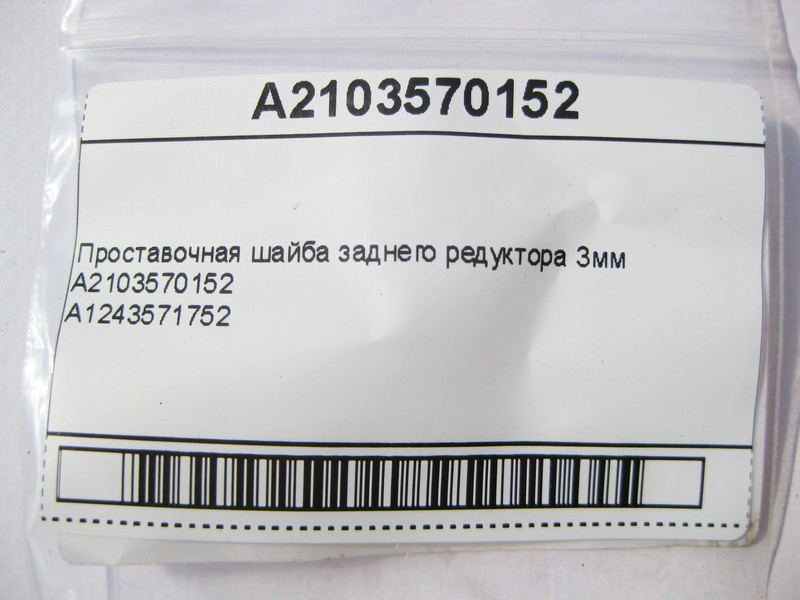 A2103570152
Проставочная шайба заднего редуктора 3мм
A2103570152
A1243571752